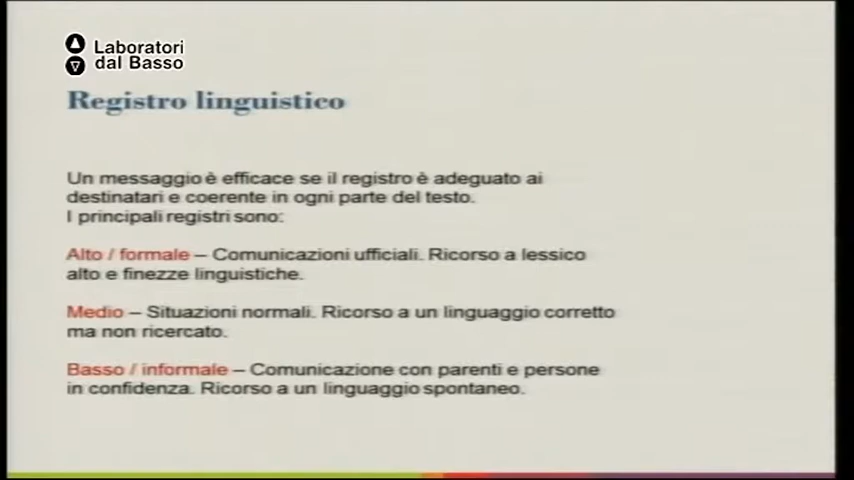 Laboratori
dal Basso
Registro linguistico
Un messaggio è efficace se il registro è adeguato ai
destinatari e coerente in ogni parte del testo.
I principali registri sono:
Alto / formale – Comunicazioni ufficiali. Ricorso a lessico
alto e finezze linguistiche.
Medio – Situazioni normali. Ricorso a un linguaggio corretto
ma non ricercato.
Basso / informale – Comunicazione con parenti e persone
in confidenza. Ricorso a un linguaggio spontaneo.